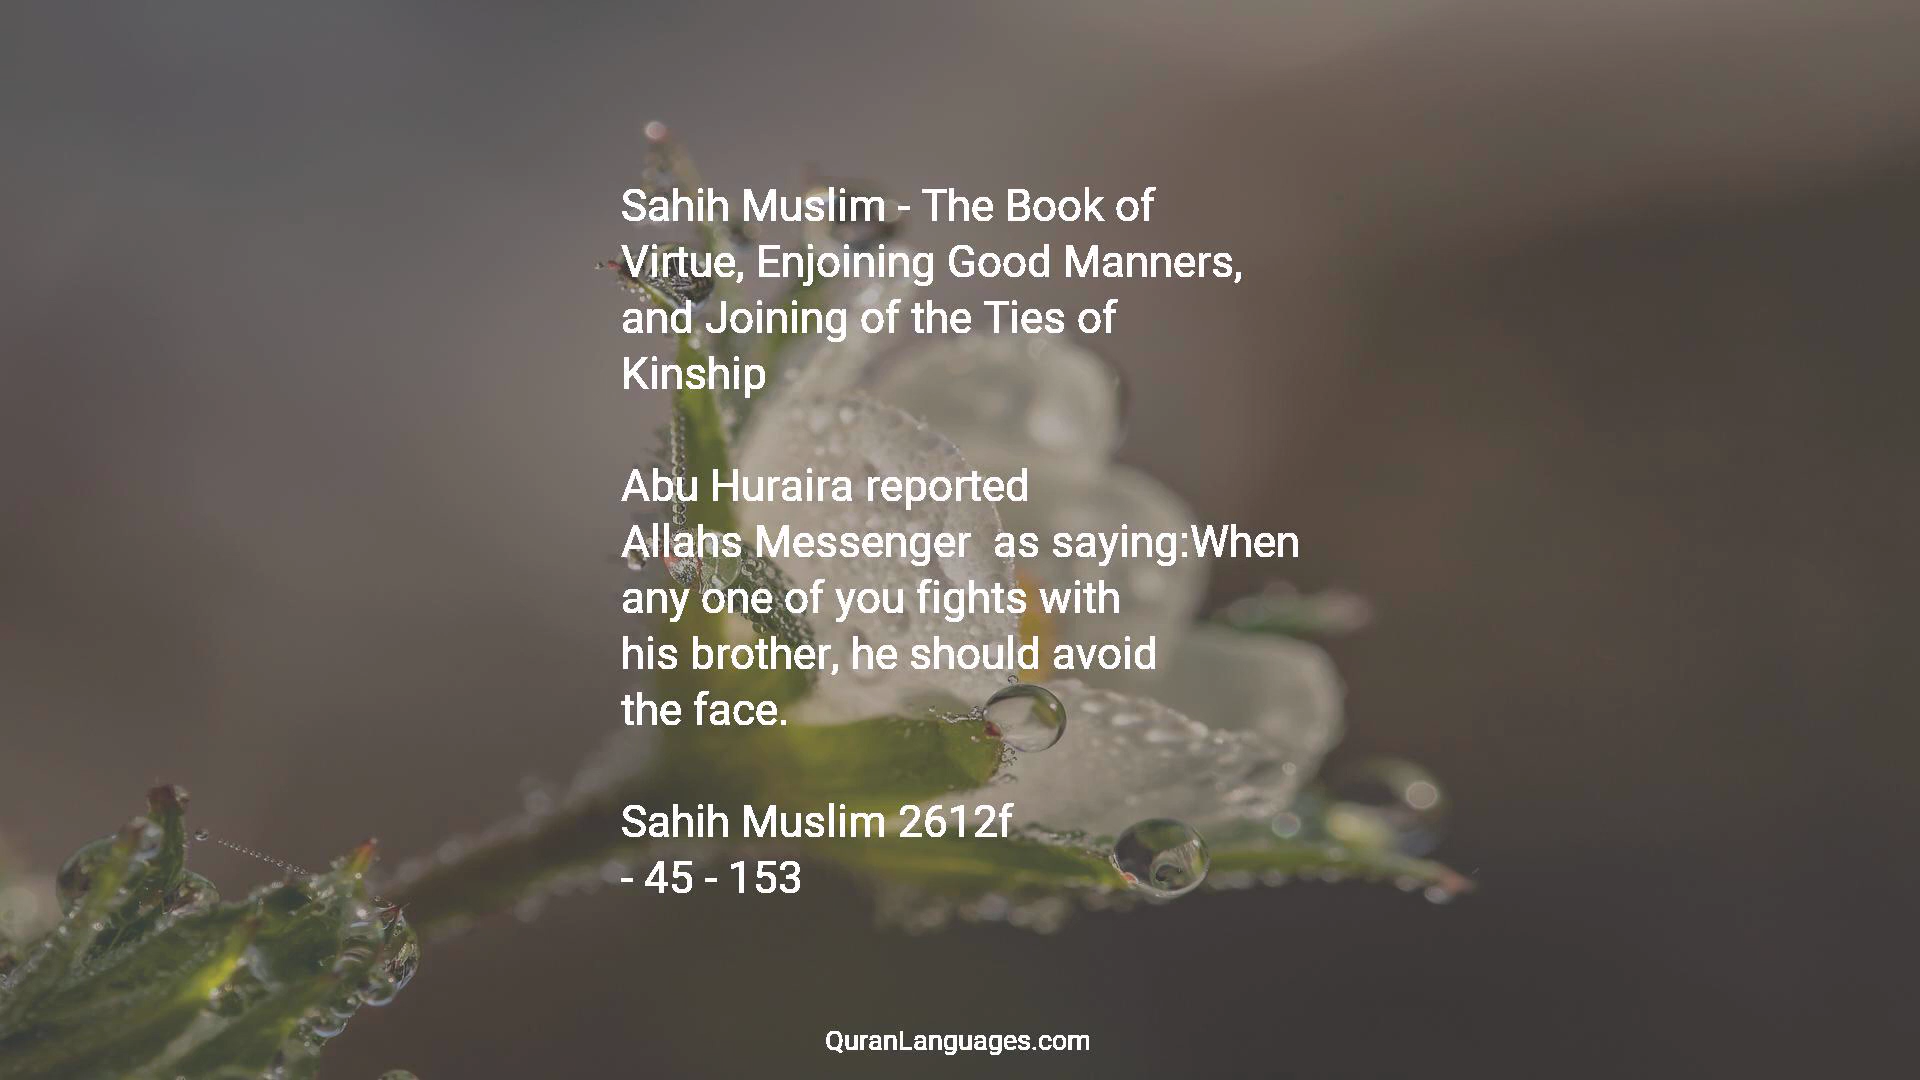 Sahih Muslim - The Book of
Virtue, Enjoining Good Manners,
and Joining of the Ties of
Kinship
Abu Huraira reported
Allahs Messenger  as saying:When
any one of you fights with
his brother, he should avoid
the face.
Sahih Muslim 2612f
- 45 - 153
QuranLanguages.com